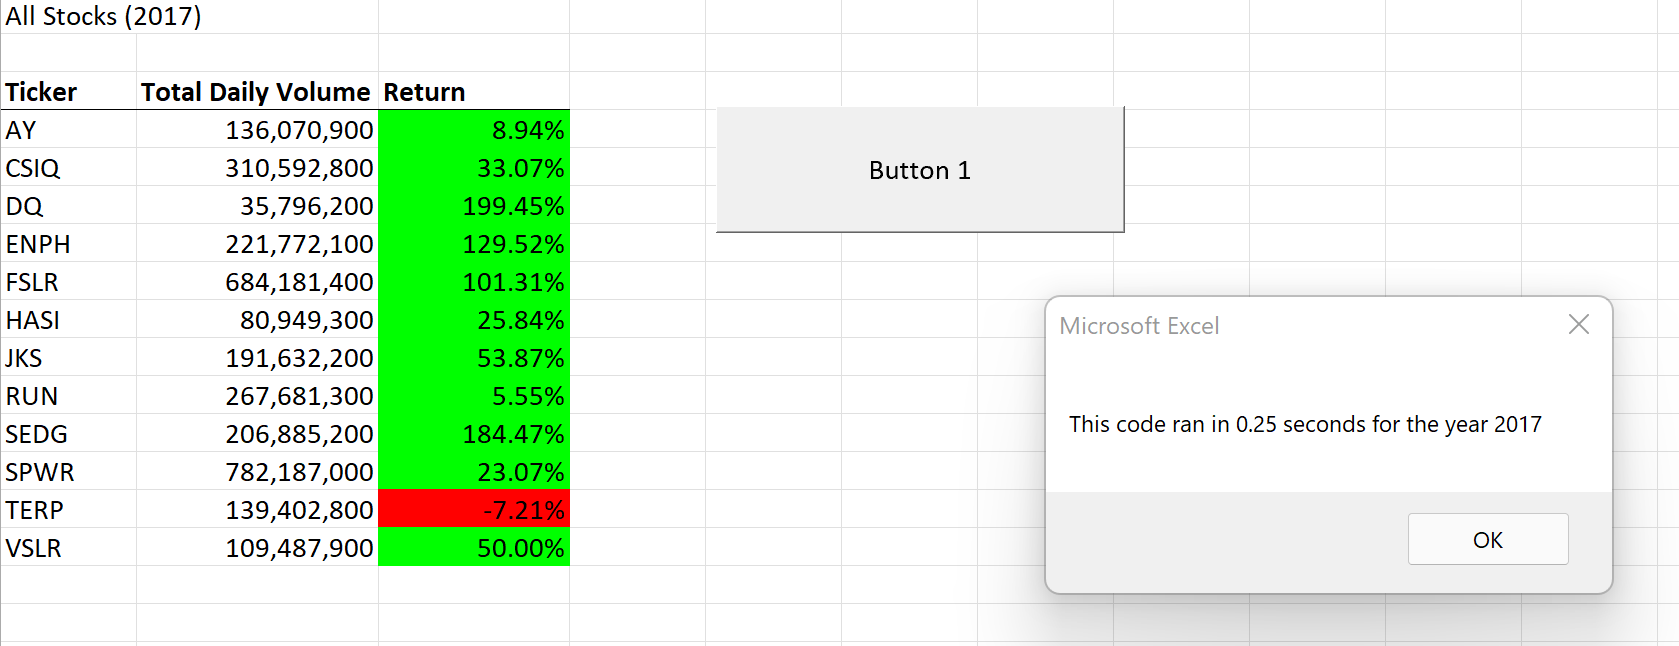 All Stocks (2017)
Ticker Total Daily Volume Return
AY 136,070,900 8.94%
CSIQ 310,592,800 33.07%
DQ 35,796,200 199.45%
ENPH 221,772,100 129.52%
FSLR 684,181,400 101.31%
HASI 80,949,300 25.84%
JKS 191,632,200 53.87%
RUN 267,681,300 5.55%
SEDG 206,885,200 184.47%
SPWR 782,187,000 23.07%
TERP 139,402,800 -7.21%
VSLR 109,487,900 50.00%
Button 1
Microsoft Excel
This code ran in 0.25 seconds for the year 2017
OK